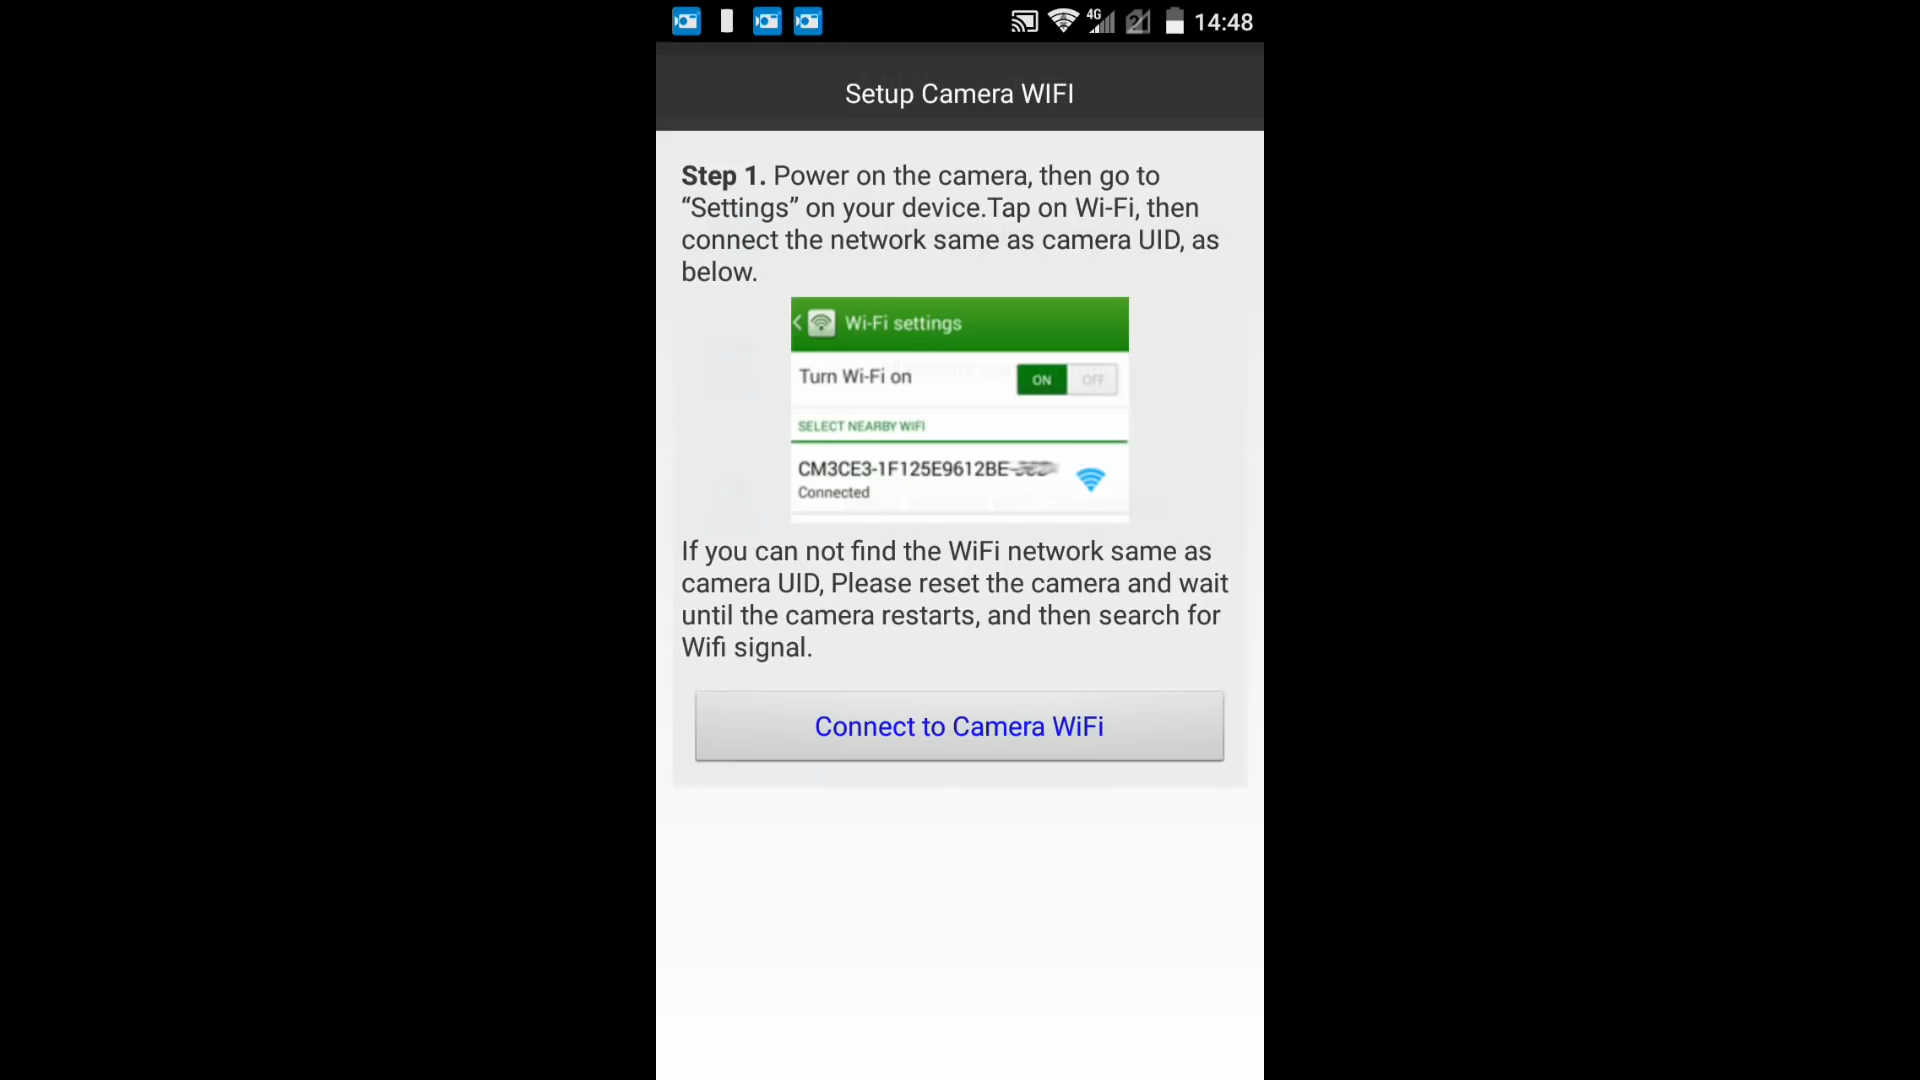 4G
14:48
Setup Camera WIFI
Step 1. Power on the camera, then go to
“Settings” on your device.Tap on Wi-Fi, then
connect the network same as camera UID, as
below.
Wi-Fi settings
Turn Wi-Fi on
ON
OFF
SELECT NEARBY WIFI
CM3CE3-1F125E9612BE-
Connected
If you can not find the WiFi network same as
camera UID, Please reset the camera and wait
until the camera restarts, and then search for
Wifi signal.
Connect to Camera WiFi